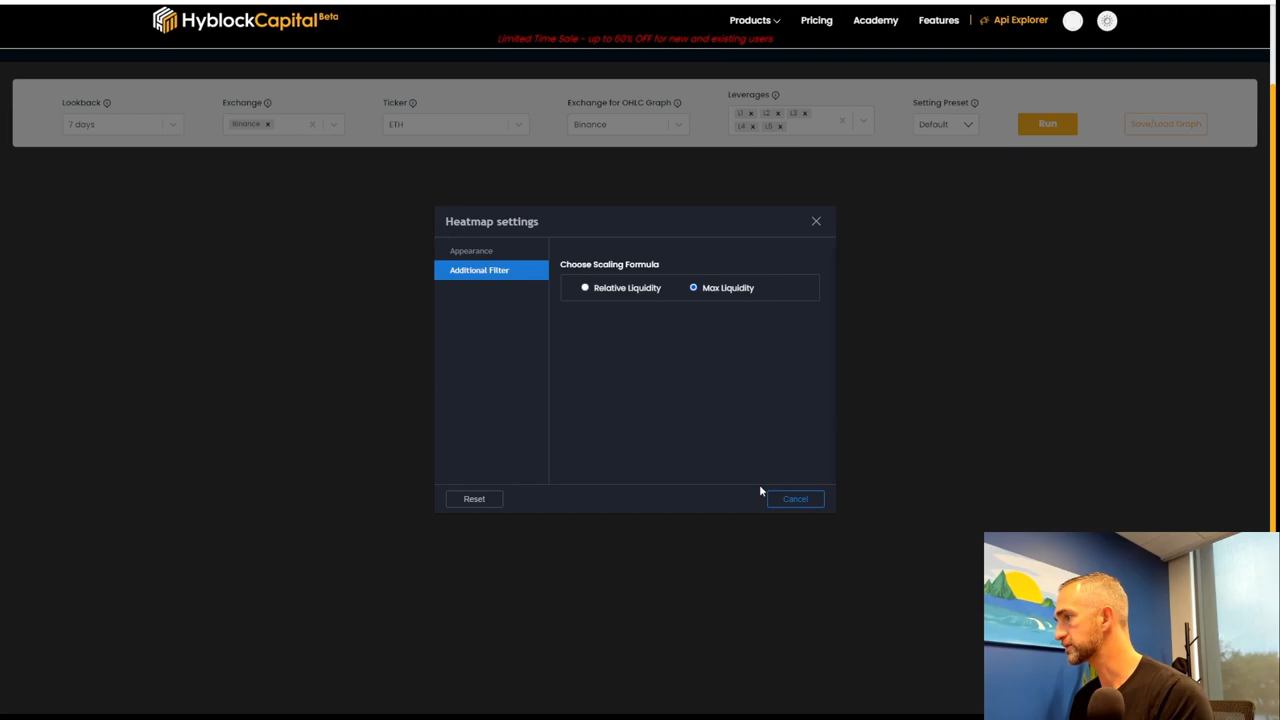 HyblockCapital Beta
Products Pricing Academy Features Api Explorer
Limited Time Sale - up to 60% OFF for new and existing users
Lookback Exchange Ticker Exchange for OHLC Graph Leverages Setting Preset
7 days Binance × ETH Binance L1 × L2 × L3 × Default Run Save/Load Graph
L4 × L5 ×
Heatmap settings
Appearance
Additional Filter
Choose Scaling Formula
Relative Liquidity Max Liquidity
Reset Cancel